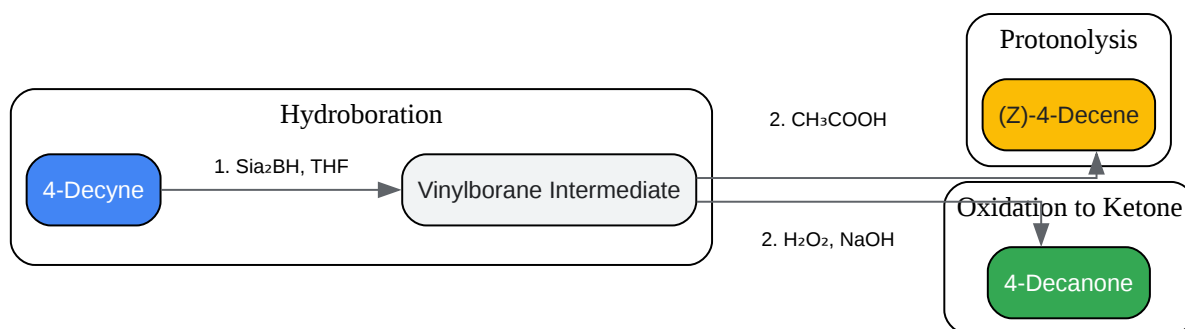 Protonolysis
Hydroboration
2. CH₃COOH
(Z)-4-Decene
1. Sia₂BH, THF
4-Decyne
Vinylborane Intermediate
Oxidation to Ketone
2. H₂O₂, NaOH
4-Decanone